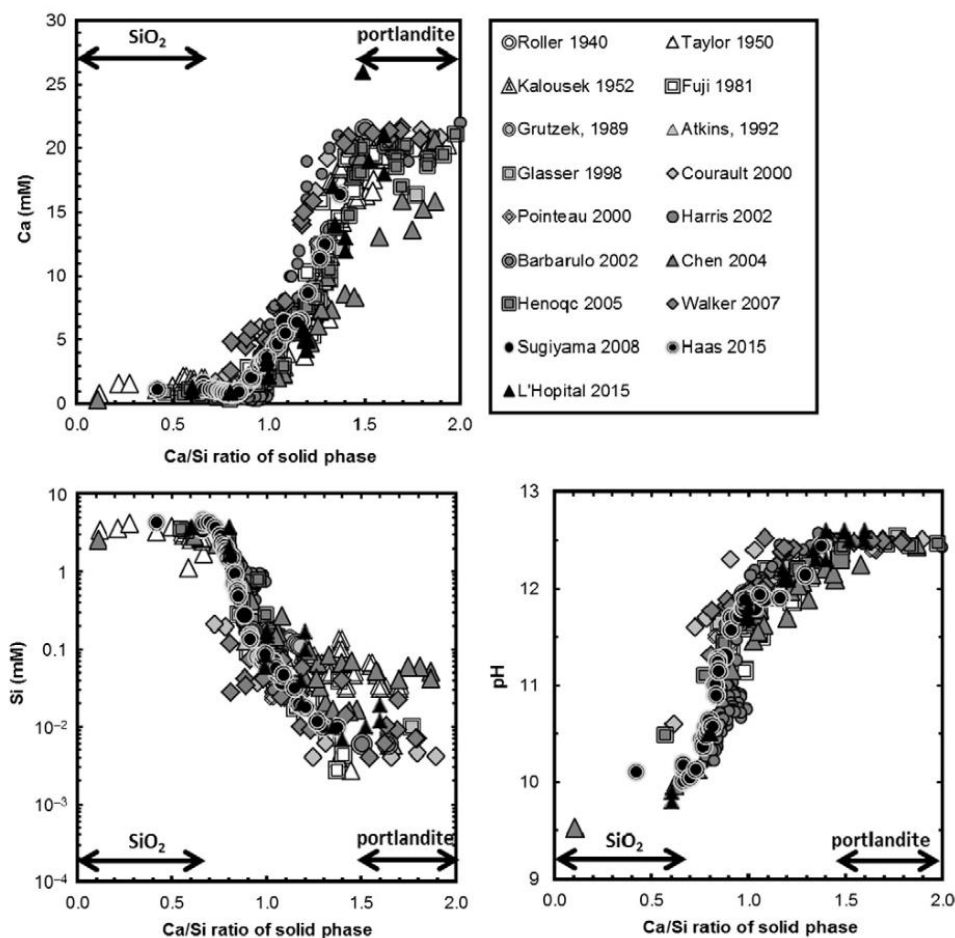 SiO2
portlandite
30
25
20
15
10
5
0
Ca (mM)
0.0 0.5 1.0 1.5 2.0
Ca/Si ratio of solid phase
Roller 1940 Taylor 1950
Kalousek 1952 Fuji 1981
Grutzek, 1989 Atkins, 1992
Glasser 1998 Courault 2000
Pointeau 2000 Harris 2002
Barbarulo 2002 Chen 2004
Henoqc 2005 Walker 2007
Sugiyama 2008 Haas 2015
L'Hopital 2015
10
1
0.1
10−2
10−3
10−4
Si (mM)
SiO2
portlandite
0.0 0.5 1.0 1.5 2.0
Ca/Si ratio of solid phase
13
12
11
10
9
pH
SiO2
portlandite
0.0 0.5 1.0 1.5 2.0
Ca/Si ratio of solid phase